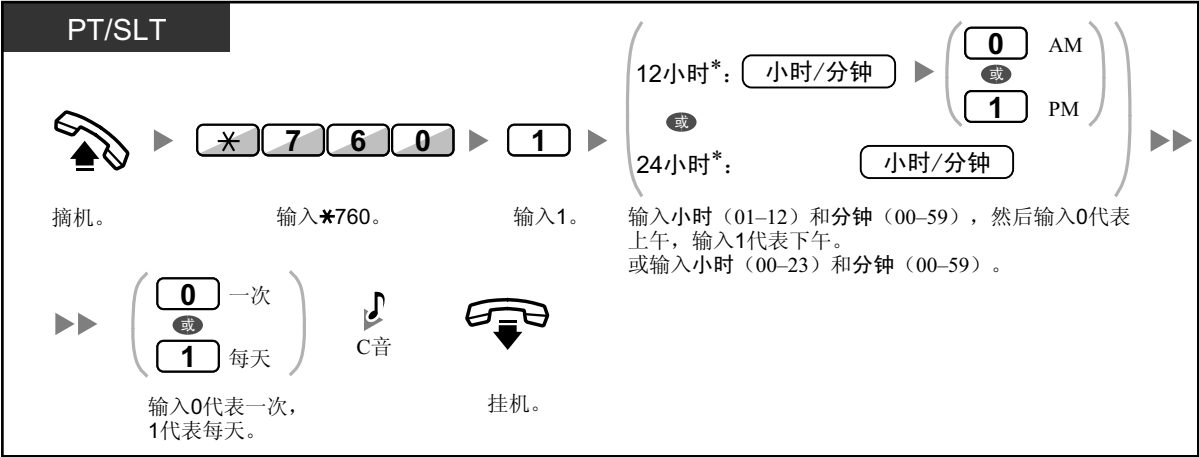 PT/SLT
12小时*：小时/分钟 0 AM
或
1 PM
或
24小时*： 小时/分钟
*760 1
摘机。 输入*760。 输入1。 输入小时（01–12）和分钟（00–59），然后输入0代表
上午，输入1代表下午。
或输入小时（00–23）和分钟（00–59）。
0 一次
或
1 每天
C音
输入0代表一次，
1代表每天。
挂机。